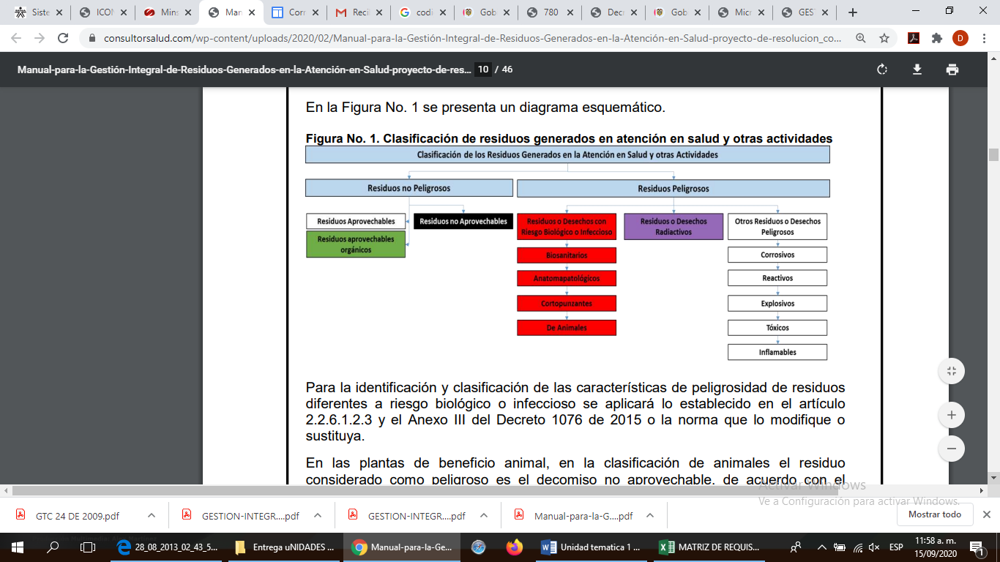 Siste
ICON
Mins
Man
Corr
Reci
codi
Gob
780
Decr
Gob
Micr
GEST
consultorsalud.com/wp-content/uploads/2020/02/Manual-para-la-Gestión-Integral-de-Residuos-Generados-en-la-Atención-en-Salud-proyecto-de-resolucion_co...
D
Manual-para-la-Gestión-Integral-de-Residuos-Generados-en-la-Atención-en-Salud-proyecto-de-res... 10 / 46
En la Figura No. 1 se presenta un diagrama esquemático.
Figura No. 1. Clasificación de residuos generados en atención en salud y otras actividades
Clasificación de los Residuos Generados en la Atención en Salud y otras Actividades
Residuos no Peligrosos
Residuos Peligrosos
Residuos Aprovechables
Residuos no Aprovechables
Residuos aprovechables
orgánicos
Residuos o Desechos con
Riesgo Biológico o Infeccioso
Biosanitarios
Anatomapatológicos
Cortopunzantes
De Animales
Residuos o Desechos
Radiactivos
Otros Residuos o Desechos
Peligrosos
Corrosivos
Reactivos
Explosivos
Tóxicos
Inflamables
Para la identificación y clasificación de las características de peligrosidad de residuos
diferentes a riesgo biológico o infeccioso se aplicará lo establecido en el artículo
2.2.6.1.2.3 y el Anexo III del Decreto 1076 de 2015 o la norma que lo modifique o
sustituya.
En las plantas de beneficio animal, en la clasificación de animales el residuo
considerado como peligroso es el decomiso no aprovechable, de acuerdo con el
Activar Windows
Ve a Configuración para activar Windows.
GTC 24 DE 2009.pdf
GESTION-INTEGR....pdf
GESTION-INTEGR....pdf
Manual-para-la-G....pdf
Mostrar todo
28_08_2013_02_43_5...
Entrega uNIDADES ...
Manual-para-la-Ge...
Unidad tematica 1 ...
MATRIZ DE REQUIS...
ESP
11:58 a. m.
15/09/2020
1